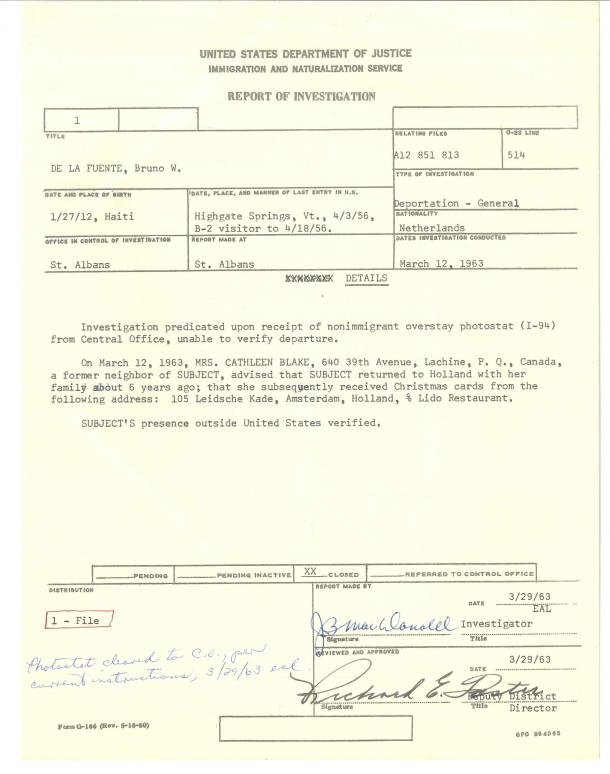 UNITED STATES DEPARTMENT OF JUSTICE
IMMIGRATION AND NATURALIZATION SERVICE
REPORT OF INVESTIGATION
1
TITLE
RELATING FILES
G-23 LINE
A12 851 813
514
DE LA FUENTE, Bruno W.
TYPE OF INVESTIGATION
Deportation - General
DATE AND PLACE OF BIRTH
DATE, PLACE, AND MANNER OF LAST ENTRY IN U.S.
NATIONALITY
1/27/12, Haiti
Highgate Springs, Vt., 4/3/56,
B-2 visitor to 4/18/56.
Netherlands
OFFICE IN CONTROL OF INVESTIGATION
REPORT MADE AT
DATES INVESTIGATION CONDUCTED
St. Albans
St. Albans
March 12, 1963
DETAILS
Investigation predicated upon receipt of nonimmigrant overstay photostat (I-94)
from Central Office, unable to verify departure.
On March 12, 1963, MRS. CATHLEEN BLAKE, 640 39th Avenue, Lachine, P. Q., Canada,
a former neighbor of SUBJECT, advised that SUBJECT returned to Holland with her
family about 6 years ago; that she subsequently received Christmas cards from the
following address: 105 Leidsche Kade, Amsterdam, Holland, % Lido Restaurant.
SUBJECT'S presence outside United States verified.
PENDING
PENDING INACTIVE
XX CLOSED
REFERRED TO CONTROL OFFICE
DISTRIBUTION
REPORT MADE BY
DATE 3/29/63
EAL
1 - File
JB MacDonald Investigator
Signature Title
Photostat cleared to C.O., per
current instructions, 3/29/63 eal
REVIEWED AND APPROVED
DATE 3/29/63
Richard E. Deputy District
Signature Title Director
Form G-166 (Rev. 5-16-60)
GPO 894065